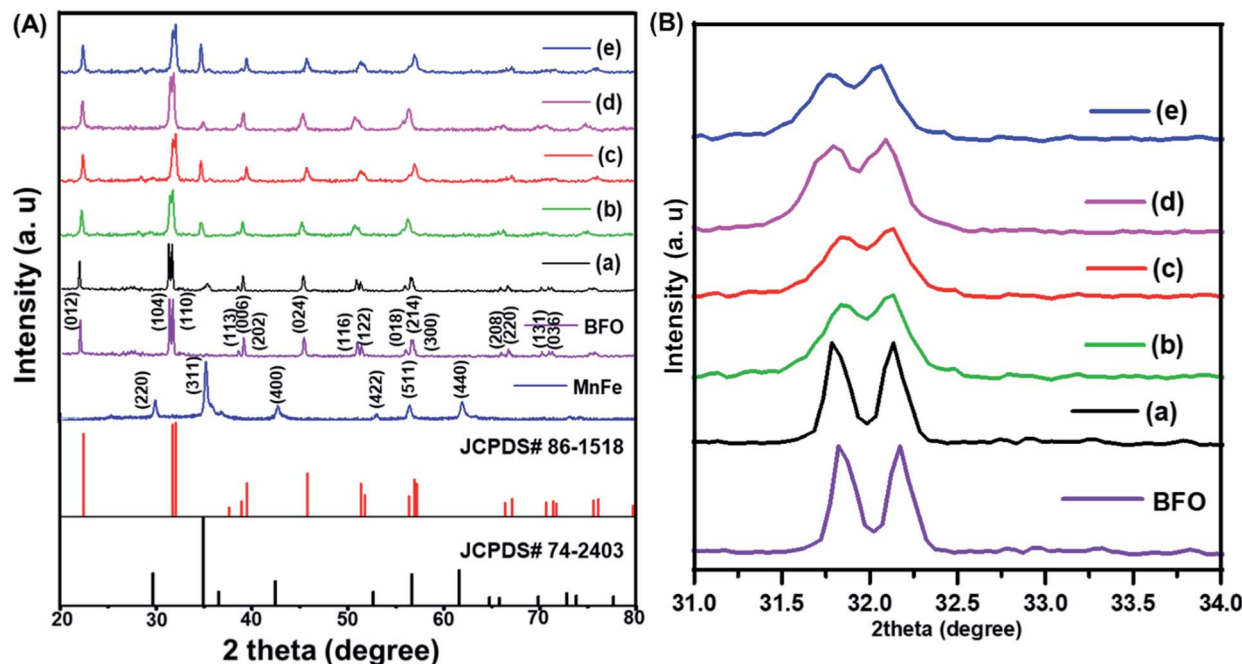 (A)
Intensity (a. u)
(e)
(d)
(c)
(b)
(a)
(012)
(104)
(110)
(113)
(006)
(202)
(024)
(116)
(122)
(018)
(214)
(300)
(208)
(220)
(131)
(036)
BFO
MnFe
(220)
(311)
(400)
(422)
(511)
(440)
JCPDS# 86-1518
JCPDS# 74-2403
20 30 40 50 60 70 80
2 theta (degree)
(B)
Intensity (a. u)
(e)
(d)
(c)
(b)
(a)
BFO
31.0 31.5 32.0 32.5 33.0 33.5 34.0
2theta (degree)